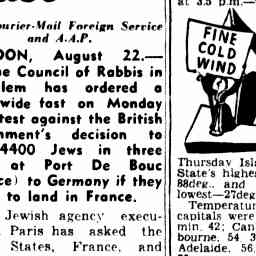 ourier-Mail Foreign Service
and A.A.P.
DON, August 22.—
e Council of Rabbis in
lem has ordered a
wide fast on Monday
test against the British
nment's decision to
4400 Jews in three
at Port De Bouc
ce) to Germany if they
to land in France.
Jewish agency execu-
Paris has asked the
States, France, and
at 3.5 p.m.—
FINE
COLD
WIND
Thursday Isl
State's highes
88deg., and
lowest—27deg
Temperatur
capitals were
min. 42; Can
bourne, 54, 3
Adelaide, 56,